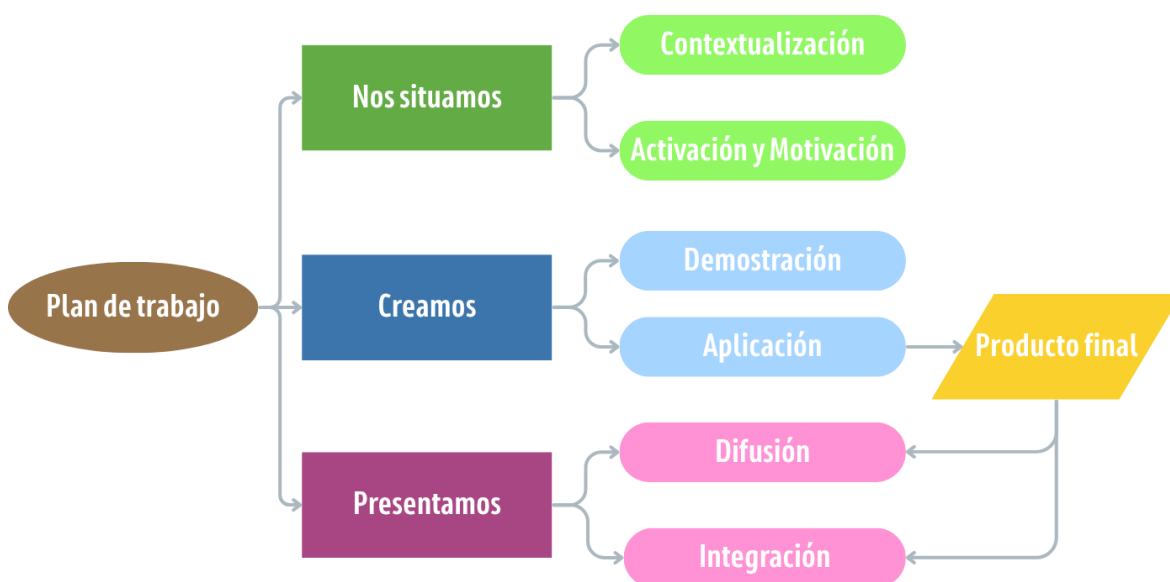 Plan de trabajo
Nos situamos
Contextualización
Activación y Motivación
Creamos
Demostración
Aplicación
Producto final
Presentamos
Difusión
Integración